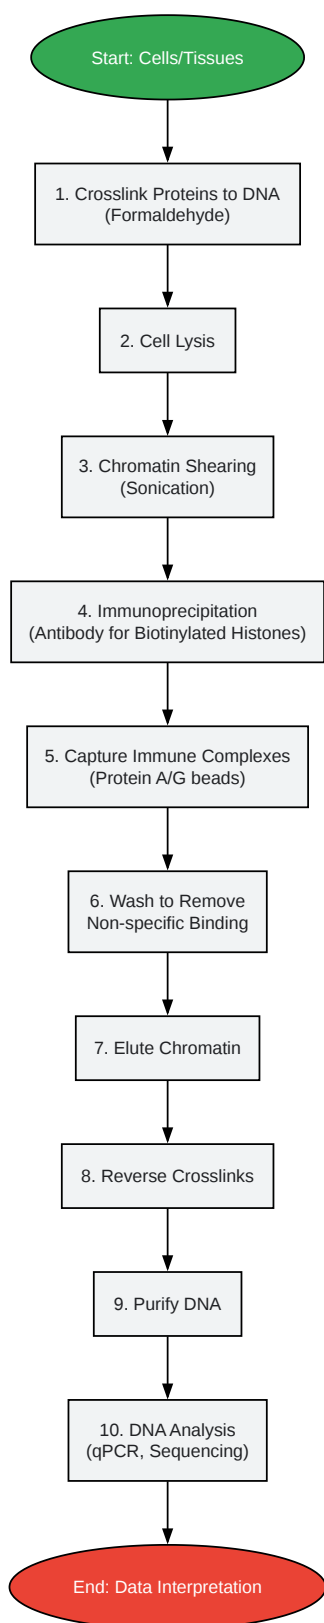 Start: Cells/Tissues
1. Crosslink Proteins to DNA
(Formaldehyde)
2. Cell Lysis
3. Chromatin Shearing
(Sonication)
4. Immunoprecipitation
(Antibody for Biotinylated Histones)
5. Capture Immune Complexes
(Protein A/G beads)
6. Wash to Remove
Non-specific Binding
7. Elute Chromatin
8. Reverse Crosslinks
9. Purify DNA
10. DNA Analysis
(qPCR, Sequencing)
End: Data Interpretation